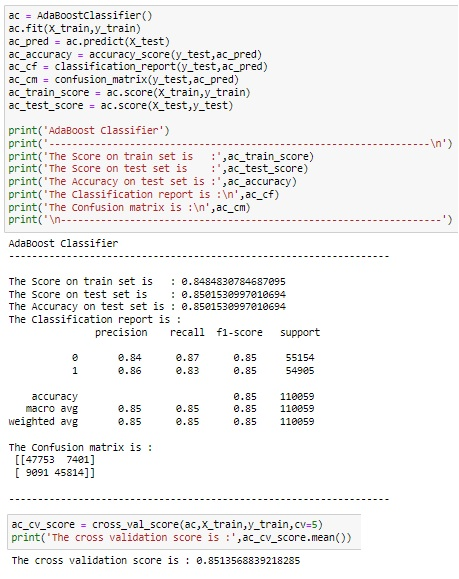 ac = AdaBoostClassifier()
ac.fit(X_train,y_train)
ac_pred = ac.predict(X_test)
ac_accuracy = accuracy_score(y_test,ac_pred)
ac_cf = classification_report(y_test,ac_pred)
ac_cm = confusion_matrix(y_test,ac_pred)
ac_train_score = ac.score(X_train,y_train)
ac_test_score = ac.score(X_test,y_test)

print('AdaBoost Classifier')
print('----------------------------------------------------------------\n')
print('The Score on train set is   :',ac_train_score)
print('The Score on test set is    :',ac_test_score)
print('The Accuracy on test set is :',ac_accuracy)
print('The Classification report is :\n',ac_cf)
print('The Confusion matrix is :\n',ac_cm)
print('\n----------------------------------------------------------------')
AdaBoost Classifier
----------------------------------------------------------------

The Score on train set is   : 0.8484830784687095
The Score on test set is    : 0.8501530997010694
The Accuracy on test set is : 0.8501530997010694
The Classification report is :
               precision    recall  f1-score   support

           0       0.84      0.87      0.85     55154
           1       0.86      0.83      0.85     54905

    accuracy                           0.85    110059
   macro avg       0.85      0.85      0.85    110059
weighted avg       0.85      0.85      0.85    110059

The Confusion matrix is :
 [[47753  7401]
 [ 9091 45814]]

----------------------------------------------------------------
ac_cv_score = cross_val_score(ac,X_train,y_train,cv=5)
print('The cross validation score is :',ac_cv_score.mean())
The cross validation score is : 0.8513568839218285